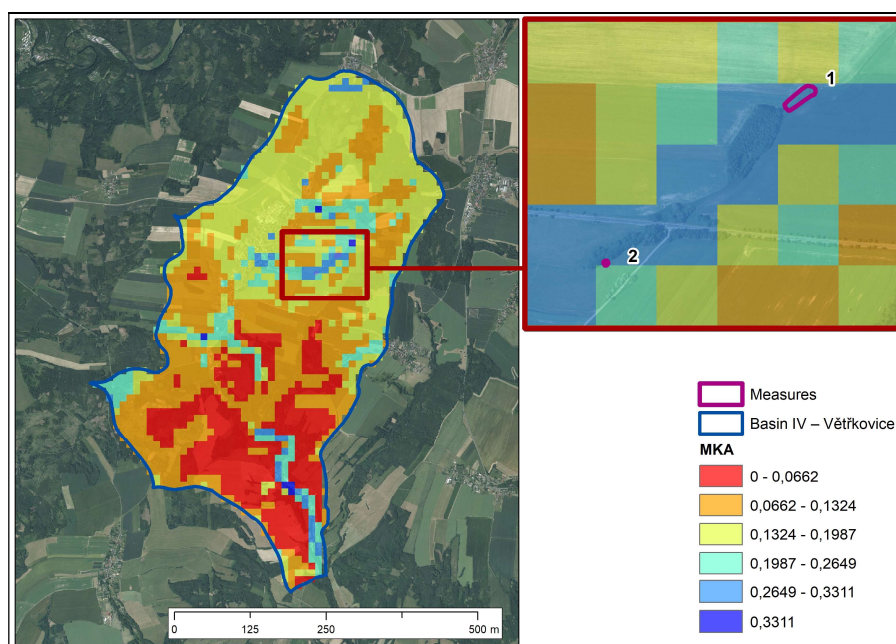 1
2
Measures
Basin IV – Větřkovice
MKA
0 - 0,0662
0,0662 - 0,1324
0,1324 - 0,1987
0,1987 - 0,2649
0,2649 - 0,3311
0,3311
0 125 250 500 m